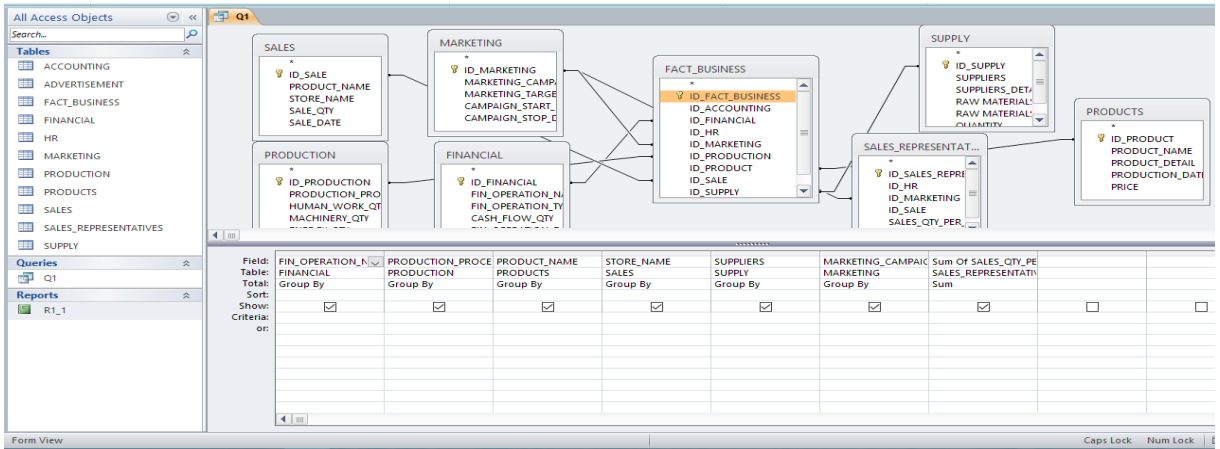 All Access Objects
Search...
Tables
ACCOUNTING
ADVERTISEMENT
FACT_BUSINESS
FINANCIAL
HR
MARKETING
PRODUCTION
PRODUCTS
SALES
SALES_REPRESENTATIVES
SUPPLY
Queries
Q1
Reports
R1_1
Q1
SALES
*
ID_SALE
PRODUCT_NAME
STORE_NAME
SALE_QTY
SALE_DATE
MARKETING
*
ID_MARKETING
MARKETING_CAMPA
MARKETING_TARGE
CAMPAIGN_START_
CAMPAIGN_STOP_D
FACT_BUSINESS
*
ID_FACT_BUSINESS
ID_ACCOUNTING
ID_FINANCIAL
ID_HR
ID_MARKETING
ID_PRODUCTION
ID_PRODUCT
ID_SALE
ID_SUPPLY
SUPPLY
*
ID_SUPPLY
SUPPLIERS
SUPPLIERS_DETA
RAW MATERIALS
RAW MATERIALS
QUANTITY
PRODUCTS
*
ID_PRODUCT
PRODUCT_NAME
PRODUCT_DETAIL
PRODUCTION_DATE
PRICE
PRODUCTION
*
ID_PRODUCTION
PRODUCTION_PRO
HUMAN_WORK_QT
MACHINERY_QTY
FINANCIAL
*
ID_FINANCIAL
FIN_OPERATION_NA
FIN_OPERATION_TY
CASH_FLOW_QTY
SALES_REPRESENTAT...
*
ID_SALES_REPRE
ID_HR
ID_MARKETING
ID_SALE
SALES_QTY_PER_
Field: FIN_OPERATION_N PRODUCTION_PROCE PRODUCT_NAME STORE_NAME SUPPLIERS MARKETING_CAMPAIG Sum Of SALES_QTY_PE
Table: FINANCIAL PRODUCTION PRODUCTS SALES SUPPLY MARKETING SALES_REPRESENTATIV
Total: Group By Group By Group By Group By Group By Group By Sum
Sort:
Show:
Criteria:
or:
Form View
Caps Lock Num Lock